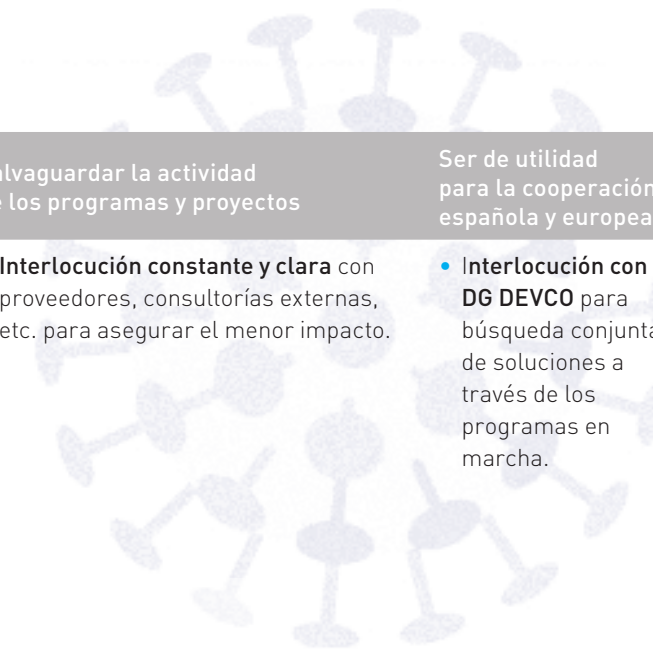 alvaguardar la actividad
e los programas y proyectos
Interlocución constante y clara con
proveedores, consultorías externas,
etc. para asegurar el menor impacto.
Ser de utilidad
para la cooperación
española y europea
• Interlocución con
DG DEVCO para
búsqueda conjunta
de soluciones a
través de los
programas en
marcha.